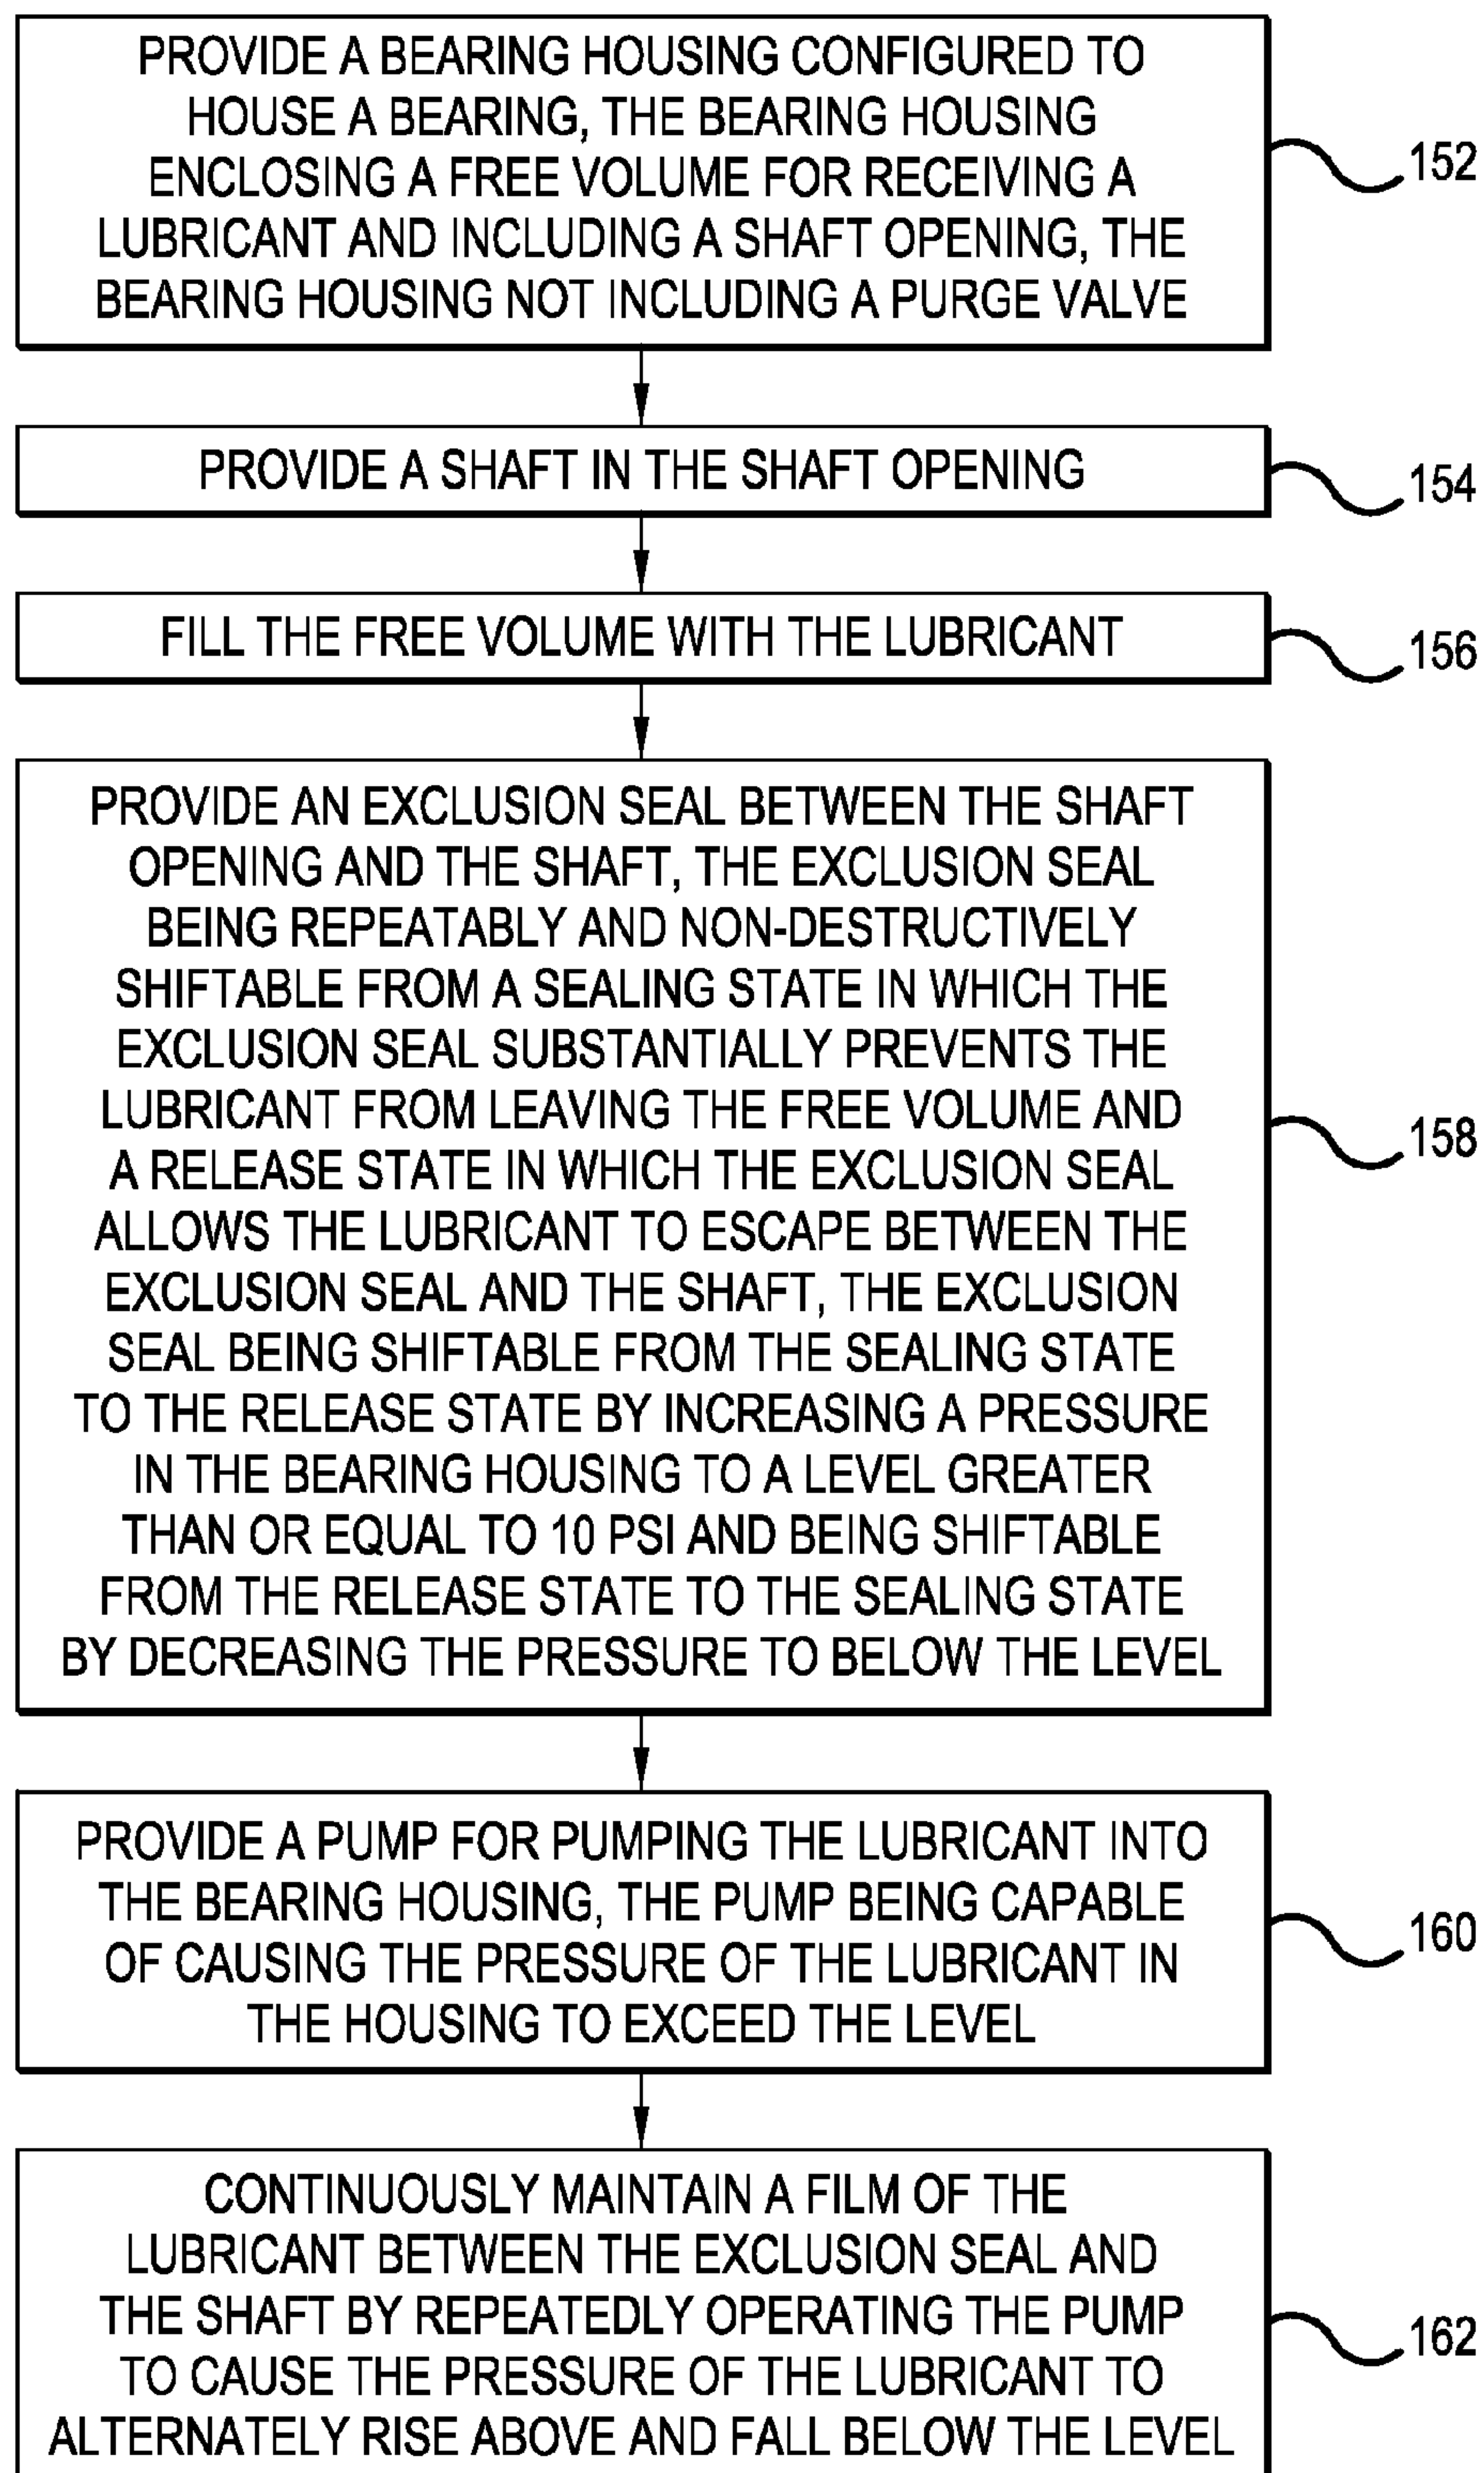 PROVIDE A BEARING HOUSING CONFIGURED TO
HOUSE A BEARING, THE BEARING HOUSING
ENCLOSING A FREE VOLUME FOR RECEIVING A
LUBRICANT AND INCLUDING A SHAFT OPENING, THE
BEARING HOUSING NOT INCLUDING A PURGE VALVE
152
PROVIDE A SHAFT IN THE SHAFT OPENING
154
FILL THE FREE VOLUME WITH THE LUBRICANT
156
PROVIDE AN EXCLUSION SEAL BETWEEN THE SHAFT
OPENING AND THE SHAFT, THE EXCLUSION SEAL
BEING REPEATABLY AND NON-DESTRUCTIVELY
SHIFTABLE FROM A SEALING STATE IN WHICH THE
EXCLUSION SEAL SUBSTANTIALLY PREVENTS THE
LUBRICANT FROM LEAVING THE FREE VOLUME AND
A RELEASE STATE IN WHICH THE EXCLUSION SEAL
ALLOWS THE LUBRICANT TO ESCAPE BETWEEN THE
EXCLUSION SEAL AND THE SHAFT, THE EXCLUSION
SEAL BEING SHIFTABLE FROM THE SEALING STATE
TO THE RELEASE STATE BY INCREASING A PRESSURE
IN THE BEARING HOUSING TO A LEVEL GREATER
THAN OR EQUAL TO 10 PSI AND BEING SHIFTABLE
FROM THE RELEASE STATE TO THE SEALING STATE
BY DECREASING THE PRESSURE TO BELOW THE LEVEL
158
PROVIDE A PUMP FOR PUMPING THE LUBRICANT INTO
THE BEARING HOUSING, THE PUMP BEING CAPABLE
OF CAUSING THE PRESSURE OF THE LUBRICANT IN
THE HOUSING TO EXCEED THE LEVEL
160
CONTINUOUSLY MAINTAIN A FILM OF THE
LUBRICANT BETWEEN THE EXCLUSION SEAL AND
THE SHAFT BY REPEATEDLY OPERATING THE PUMP
TO CAUSE THE PRESSURE OF THE LUBRICANT TO
ALTERNATELY RISE ABOVE AND FALL BELOW THE LEVEL
162